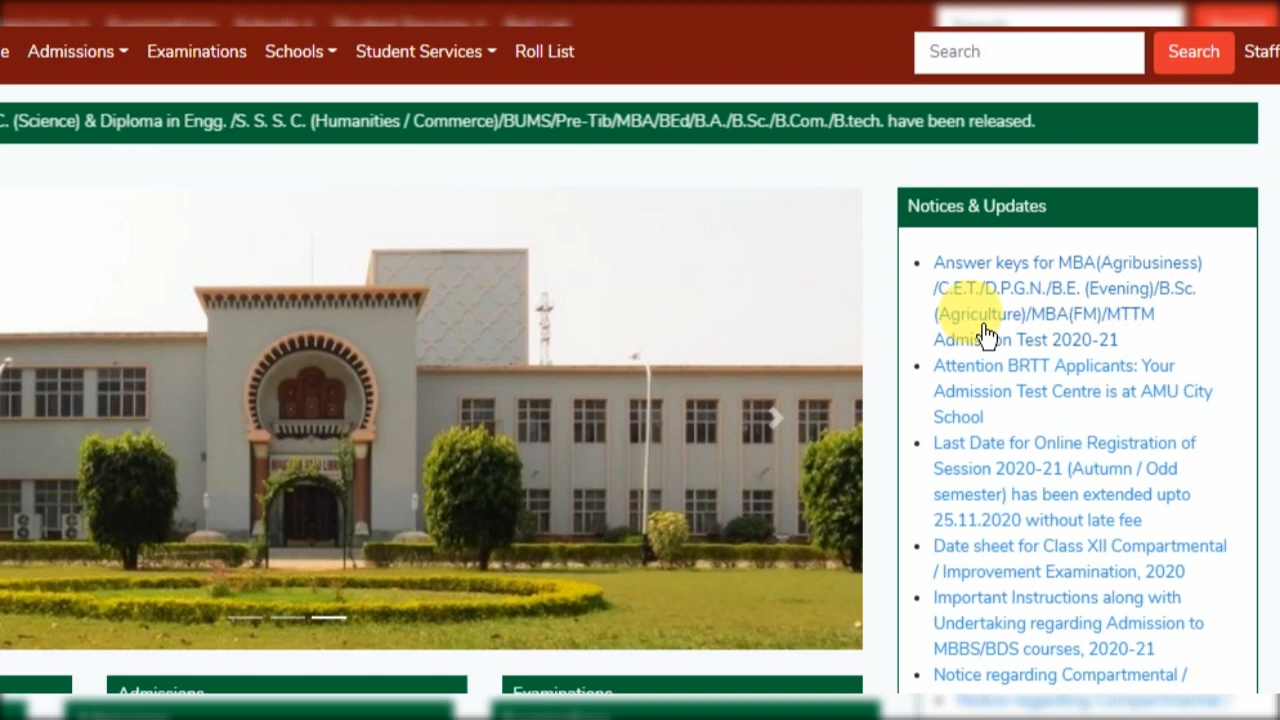 e Admissions Examinations Schools Student Services Roll List Search Search Staff
C. (Science) & Diploma in Engg. /S. S. S. C. (Humanities / Commerce)/BUMS/Pre-Tib/MBA/BEd/B.A./B.Sc./B.Com./B.tech. have been released.
Notices & Updates
Answer keys for MBA(Agribusiness)
/C.E.T./D.P.G.N./B.E. (Evening)/B.Sc.
(Agriculture)/MBA(FM)/MTTM
Admission Test 2020-21
Attention BRTT Applicants: Your
Admission Test Centre is at AMU City
School
Last Date for Online Registration of
Session 2020-21 (Autumn / Odd
semester) has been extended upto
25.11.2020 without late fee
Date sheet for Class XII Compartmental
/ Improvement Examination, 2020
Important Instructions along with
Undertaking regarding Admission to
MBBS/BDS courses, 2020-21
Notice regarding Compartmental /
Admissions
Examinations